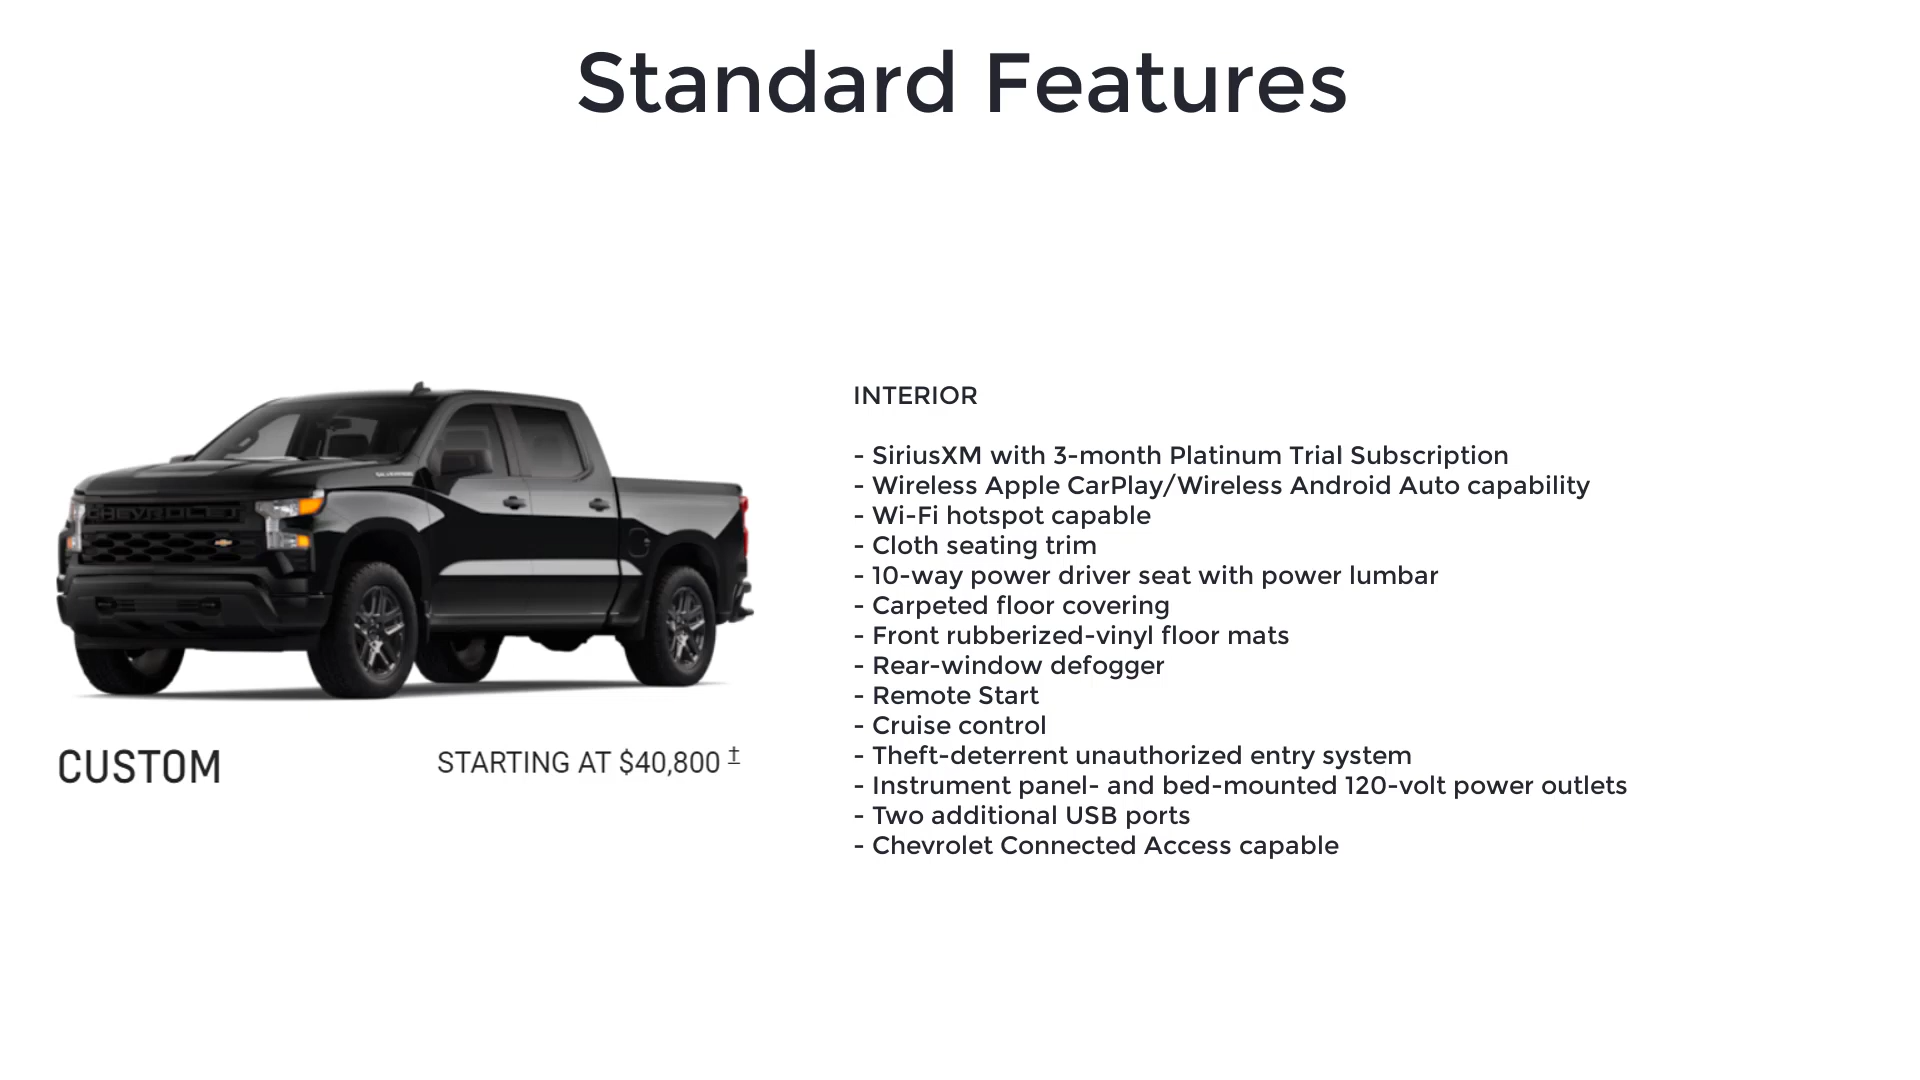 Standard Features
CHEVROLET
SILVERADO
CUSTOM
STARTING AT $40,800 ±
INTERIOR
- SiriusXM with 3-month Platinum Trial Subscription
- Wireless Apple CarPlay/Wireless Android Auto capability
- Wi-Fi hotspot capable
- Cloth seating trim
- 10-way power driver seat with power lumbar
- Carpeted floor covering
- Front rubberized-vinyl floor mats
- Rear-window defogger
- Remote Start
- Cruise control
- Theft-deterrent unauthorized entry system
- Instrument panel- and bed-mounted 120-volt power outlets
- Two additional USB ports
- Chevrolet Connected Access capable